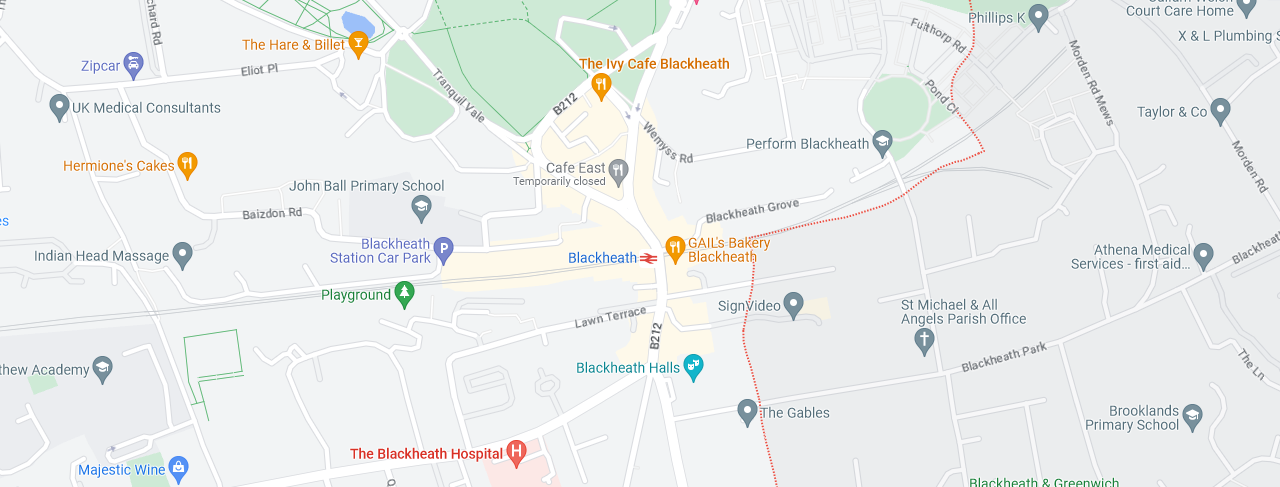 Phillips K
Court Care Home
X & L Plumbing S
The Hare & Billet
Fulthorp Rd
Zipcar
Eliot Pl
The Ivy Cafe Blackheath
Morden Rd Mews
UK Medical Consultants
Tranquil Vale
B212
Pond Cl
Taylor & Co
Wemyss Rd
Perform Blackheath
Hermione's Cakes
Cafe East
Temporarily closed
Morden Rd
John Ball Primary School
Baizdon Rd
Blackheath Grove
es
Blackheath
Station Car Park
GAIL's Bakery
Blackheath
Blackheath
Indian Head Massage
Athena Medical
Services - first aid...
Blackheath
Playground
SignVideo
St Michael & All
Angels Parish Office
Lawn Terrace
B212
Blackheath Park
The Ln
thew Academy
Blackheath Halls
The Gables
Brooklands
Primary School
The Blackheath Hospital
H
Majestic Wine
Blackheath & Greenwich
P